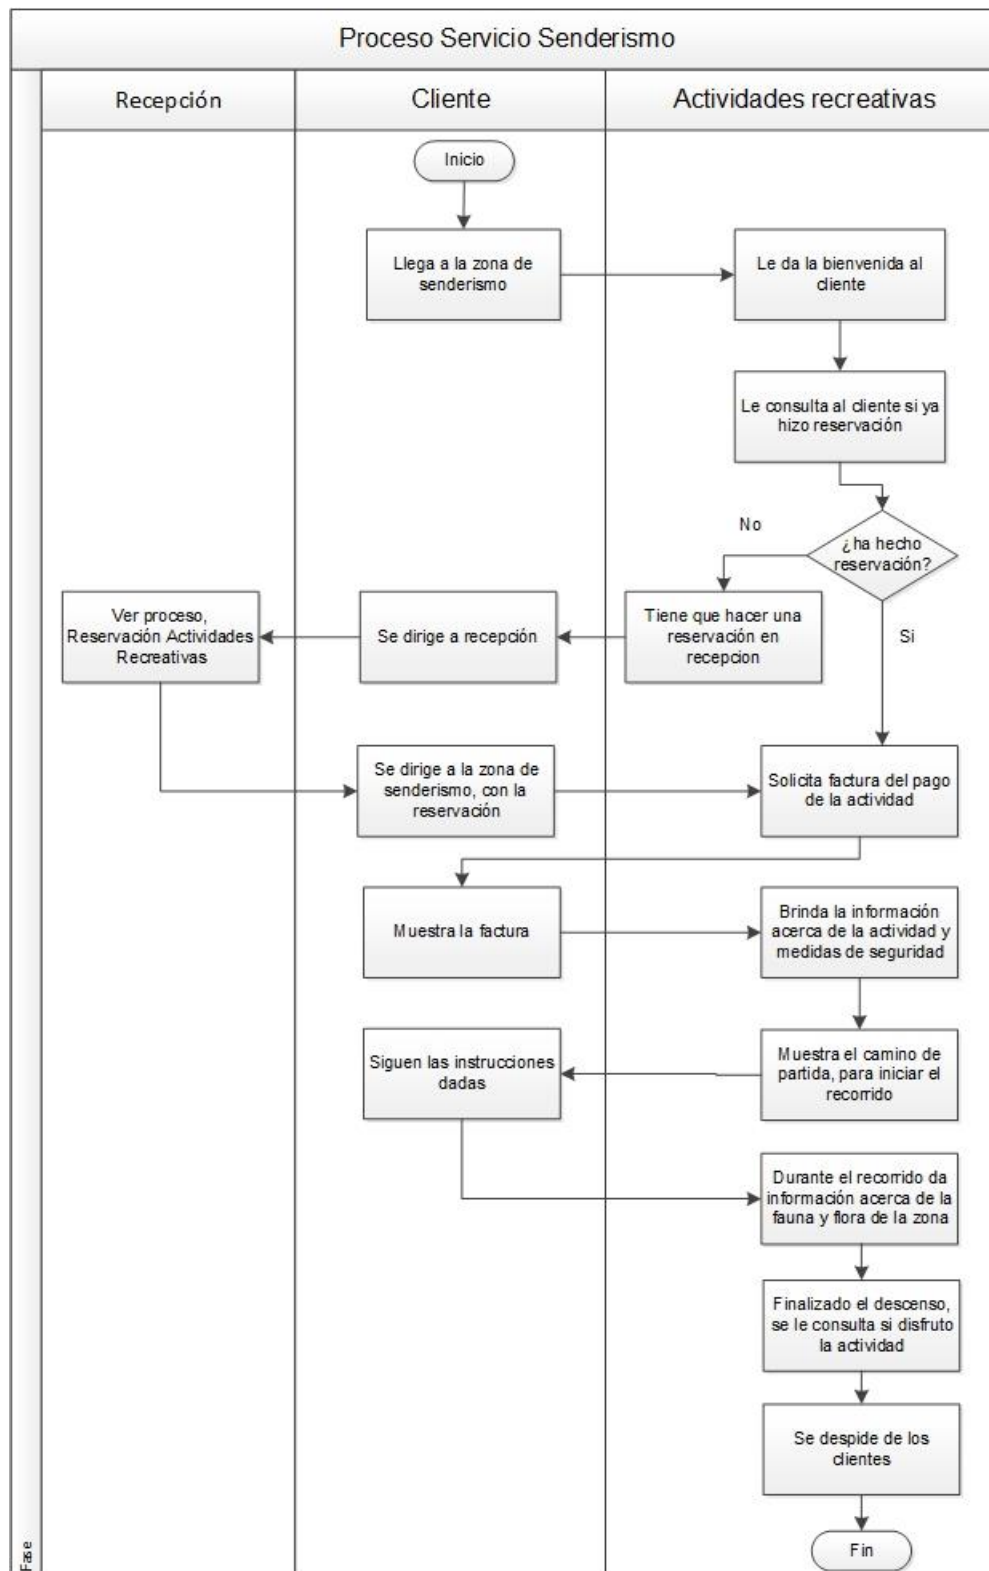 Proceso Servicio Senderismo
Recepción
Cliente
Actividades recreativas
Inicio
Llega a la zona de
senderismo
Le da la bienvenida al
cliente
Le consulta al cliente si ya
hizo reservación
¿ha hecho
reservación?
No
Si
Tiene que hacer una
reservación en
recepcion
Se dirige a recepción
Ver proceso,
Reservación Actividades
Recreativas
Se dirige a la zona de
senderismo, con la
reservación
Solicita factura del pago
de la actividad
Muestra la factura
Brinda la información
acerca de la actividad y
medidas de seguridad
Muestra el camino de
partida, para iniciar el
recorrido
Siguen las instrucciones
dadas
Durante el recorrido da
información acerca de la
fauna y flora de la zona
Finalizado el descenso,
se le consulta si disfruto
la actividad
Se despide de los
clientes
Fin
Fase